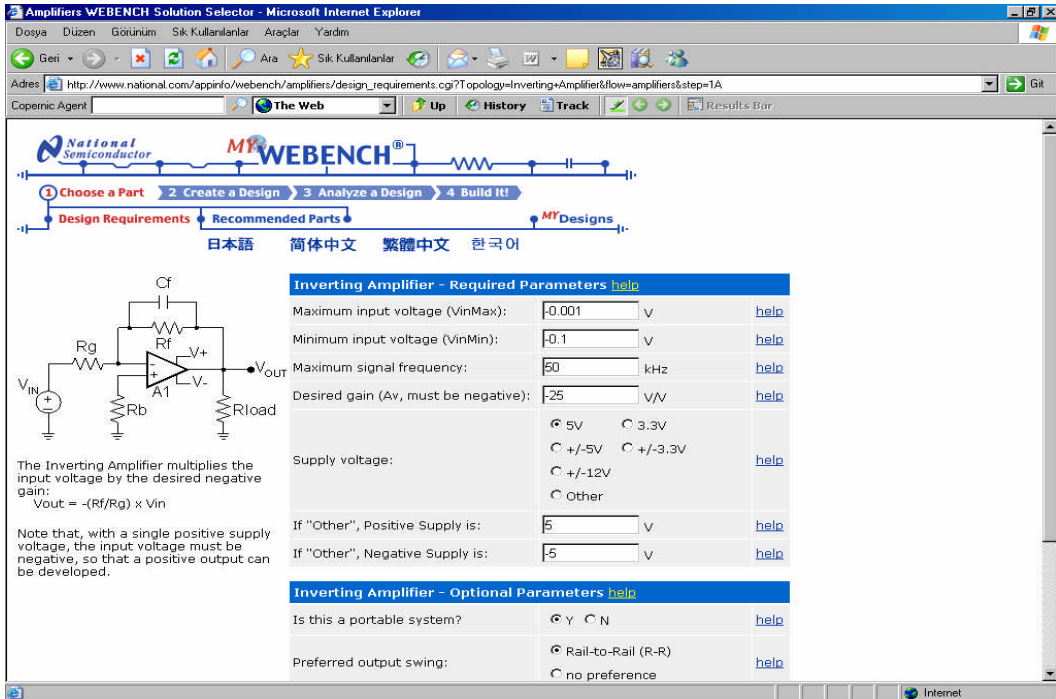 Amplifiers WEBENCH Solution Selector - Microsoft Internet Explorer
Dosya Düzen Görünüm Sık Kullanılanlar Araçlar Yardım
Geri Ara Sık Kullanılanlar
Adres http://www.national.com/appinfo/webench/amplifiers/design_requirements.cgi?Topology=Inverting+Amplifier&flow=amplifiers&step=1A Git
Copernic Agent The Web Up History Track Results Bar
National Semiconductor
MY WEBENCH®
1 Choose a Part 2 Create a Design 3 Analyze a Design 4 Build It!
Design Requirements Recommended Parts MY Designs
日本語 简体中文 繁體中文 한국어
Cf
Rf
Rg
V+
V-
VOUT
VIN
A1
Rb
Rload
- +
+
-
The Inverting Amplifier multiplies the
input voltage by the desired negative
gain:
Vout = -(Rf/Rg) x Vin
Note that, with a single positive supply
voltage, the input voltage must be
negative, so that a positive output can
be developed.
Inverting Amplifier - Required Parameters help
Maximum input voltage (VinMax): -0.001 V help
Minimum input voltage (VinMin): -0.1 V help
Maximum signal frequency: 50 kHz help
Desired gain (Av, must be negative): -25 V/V help
Supply voltage: help
5V 3.3V
+/-5V +/-3.3V
+/-12V
Other
If "Other", Positive Supply is: 5 V help
If "Other", Negative Supply is: -5 V help
Inverting Amplifier - Optional Parameters help
Is this a portable system? Y N help
Preferred output swing: help
Rail-to-Rail (R-R)
no preference
Internet